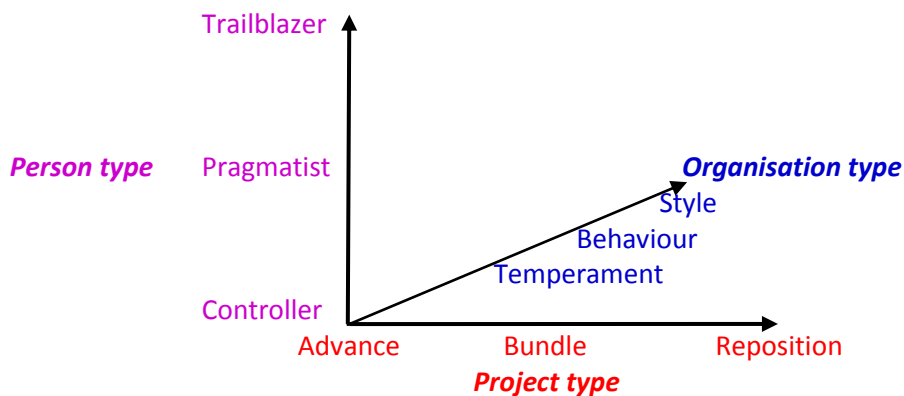 Trailblazer
Person type
Pragmatist
Organisation type
Style
Behaviour
Temperament
Controller
Advance
Bundle
Reposition
Project type